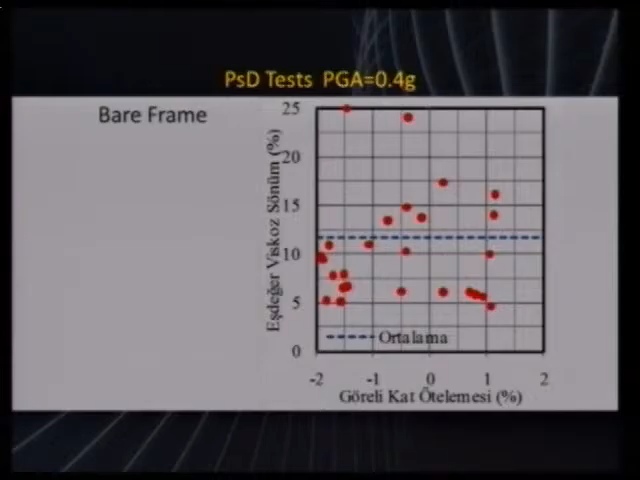 PsD Tests PGA=0.4g
Bare Frame
Eşdeğer Viskoz Sönüm (%)
25
20
15
10
5
0
Ortalama
-2 -1 0 1 2
Göreli Kat Ötelemesi (%)